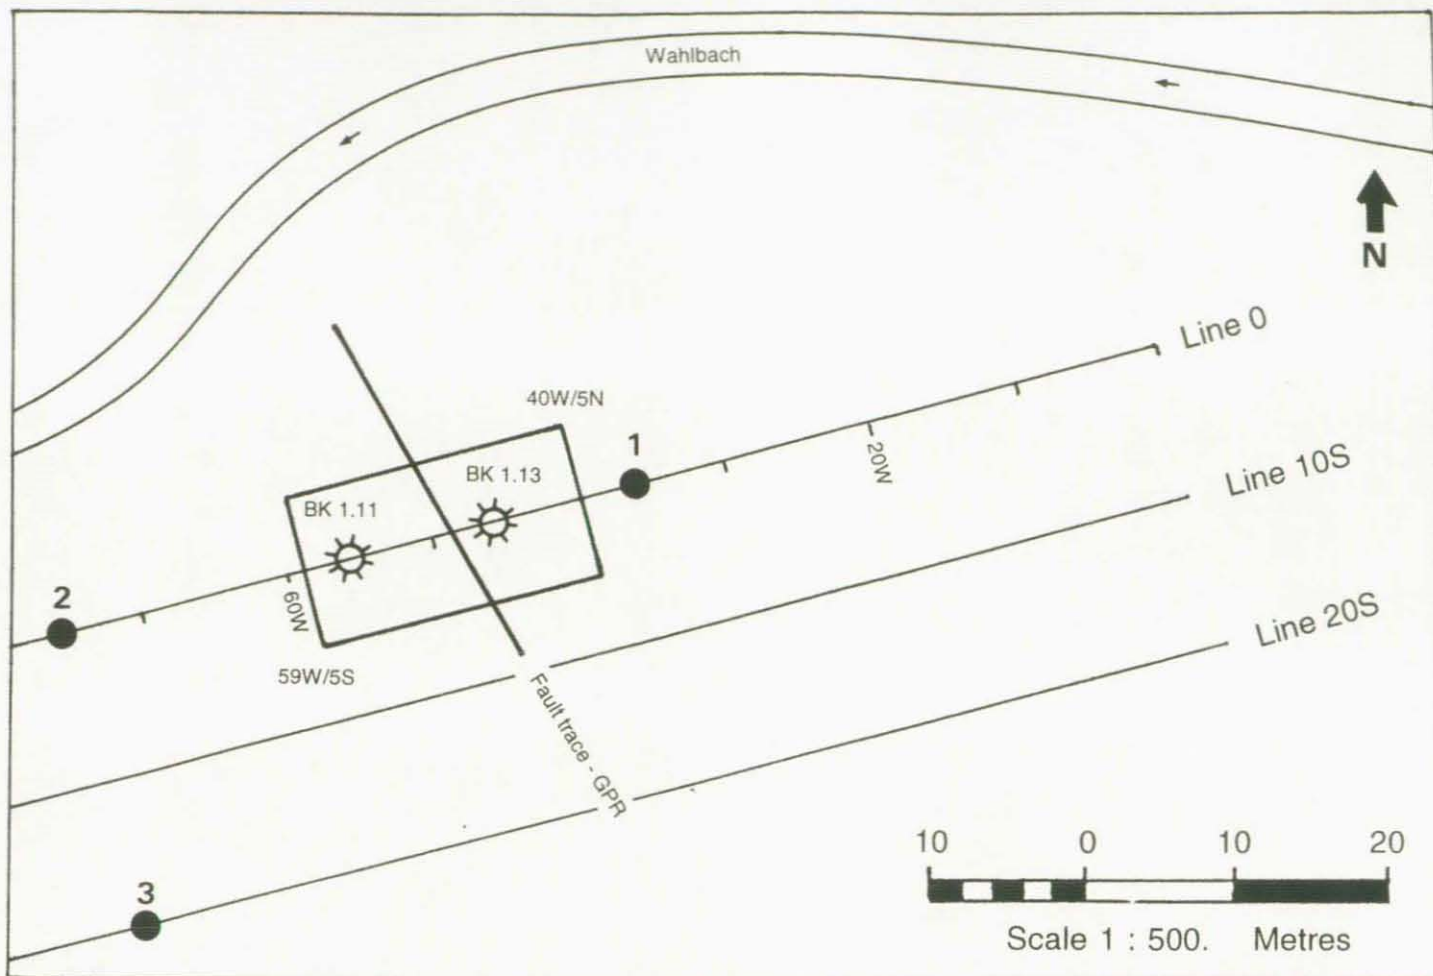 Wahlbach
N
Line 0
40W/5N
1
20W
BK 1.13
Line 10S
BK 1.11
2
60W
Line 20S
59W/5S
Fault trace - GPR
3
10 0 10 20
Scale 1 : 500. Metres